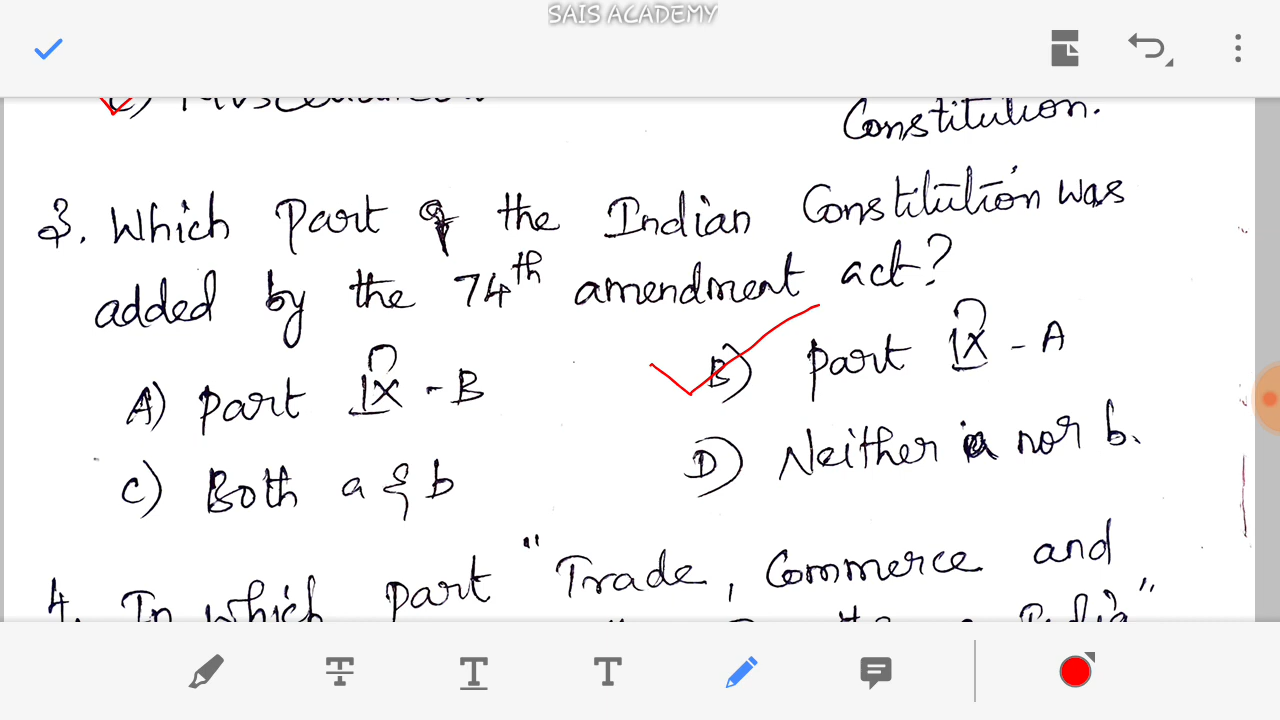 SAIS ACADEMY
Constitution.
3. Which part of the Indian Constitution was
added by the 74th amendment act?
A) part IX - B
B) part IX - A
C) Both a & b
D) Neither a nor b.
4. In which part "Trade, Commerce and
India"
T T T